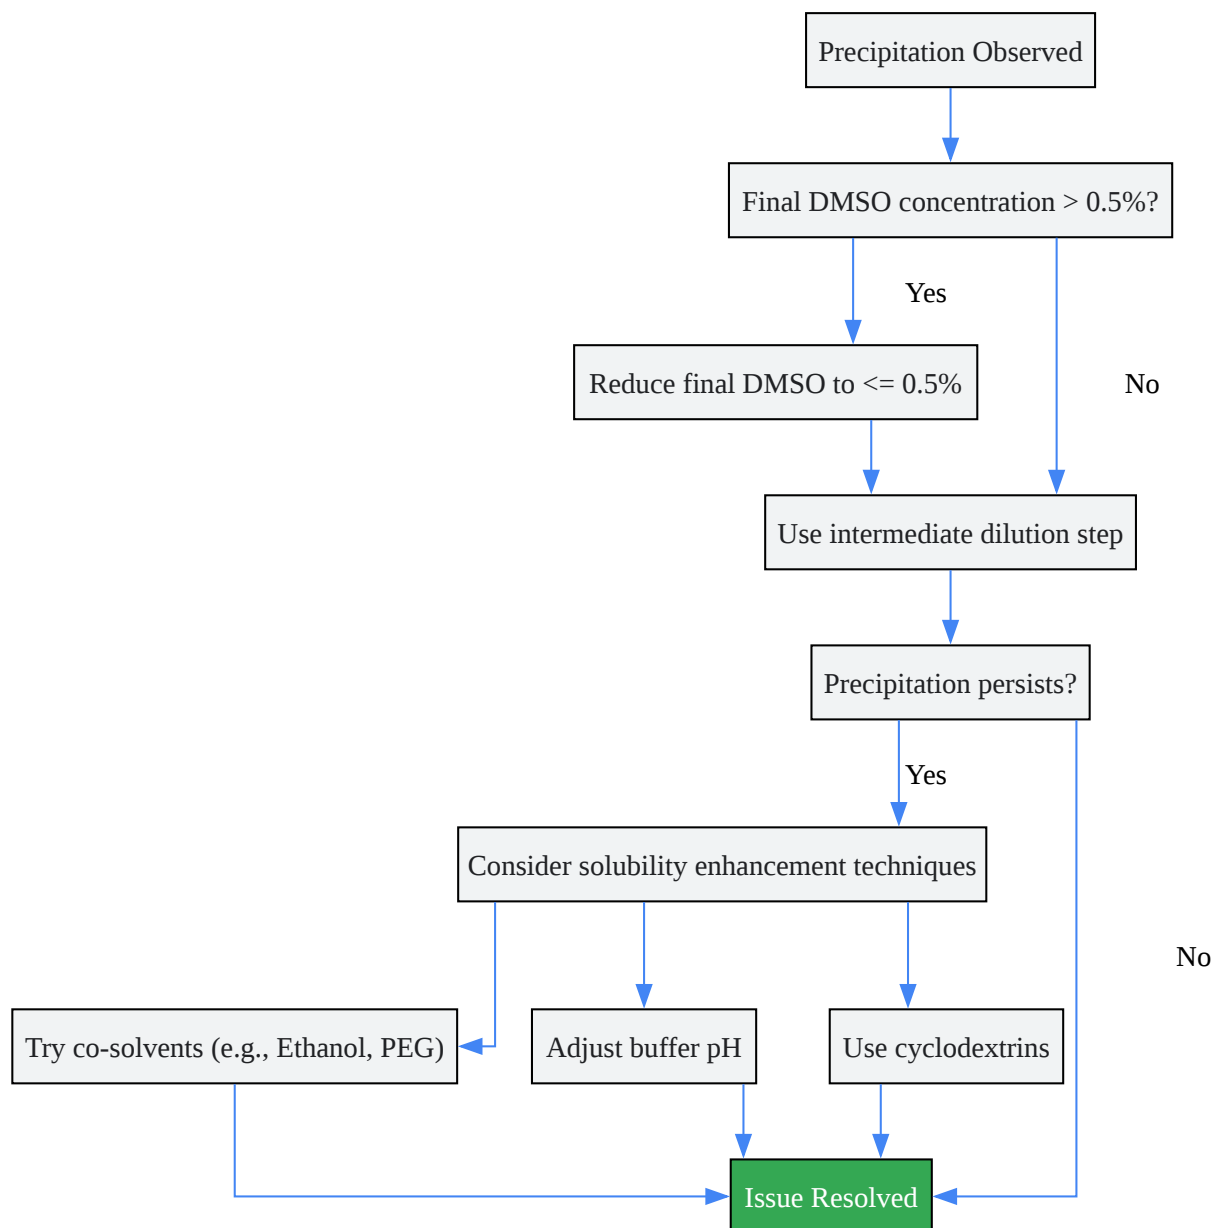 Precipitation Observed
Final DMSO concentration > 0.5%?
Yes
Reduce final DMSO to <= 0.5%
No
Use intermediate dilution step
Precipitation persists?
Yes
Consider solubility enhancement techniques
No
Try co-solvents (e.g., Ethanol, PEG)
Adjust buffer pH
Use cyclodextrins
Issue Resolved